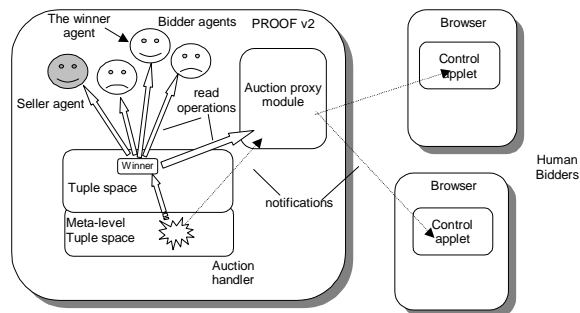 The winner
agent
Bidder agents
PROOF v2
Seller agent
read
operations
Auction proxy
module
Winner
Tuple space
Meta-level
Tuple space
Auction
handler
notifications
Browser
Control
applet
Human
Bidders
Browser
Control
applet